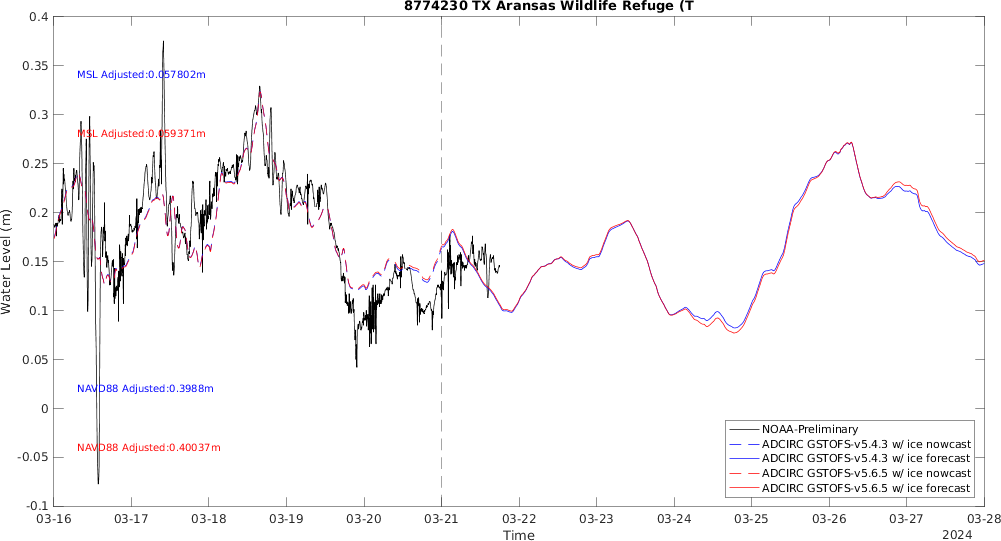 8774230 TX Aransas Wildlife Refuge (T
0.4
0.35
0.3
0.25
0.2
0.15
0.1
0.05
0
-0.05
-0.1
Water Level (m)
MSL Adjusted:0.057802m
MSL Adjusted:0.059371m
NAVD88 Adjusted:0.3988m
NAVD88 Adjusted:0.40037m
NOAA-Preliminary
ADCIRC GSTOFS-v5.4.3 w/ ice nowcast
ADCIRC GSTOFS-v5.4.3 w/ ice forecast
ADCIRC GSTOFS-v5.6.5 w/ ice nowcast
ADCIRC GSTOFS-v5.6.5 w/ ice forecast
03-16 03-17 03-18 03-19 03-20 03-21 03-22 03-23 03-24 03-25 03-26 03-27 03-28
Time
2024